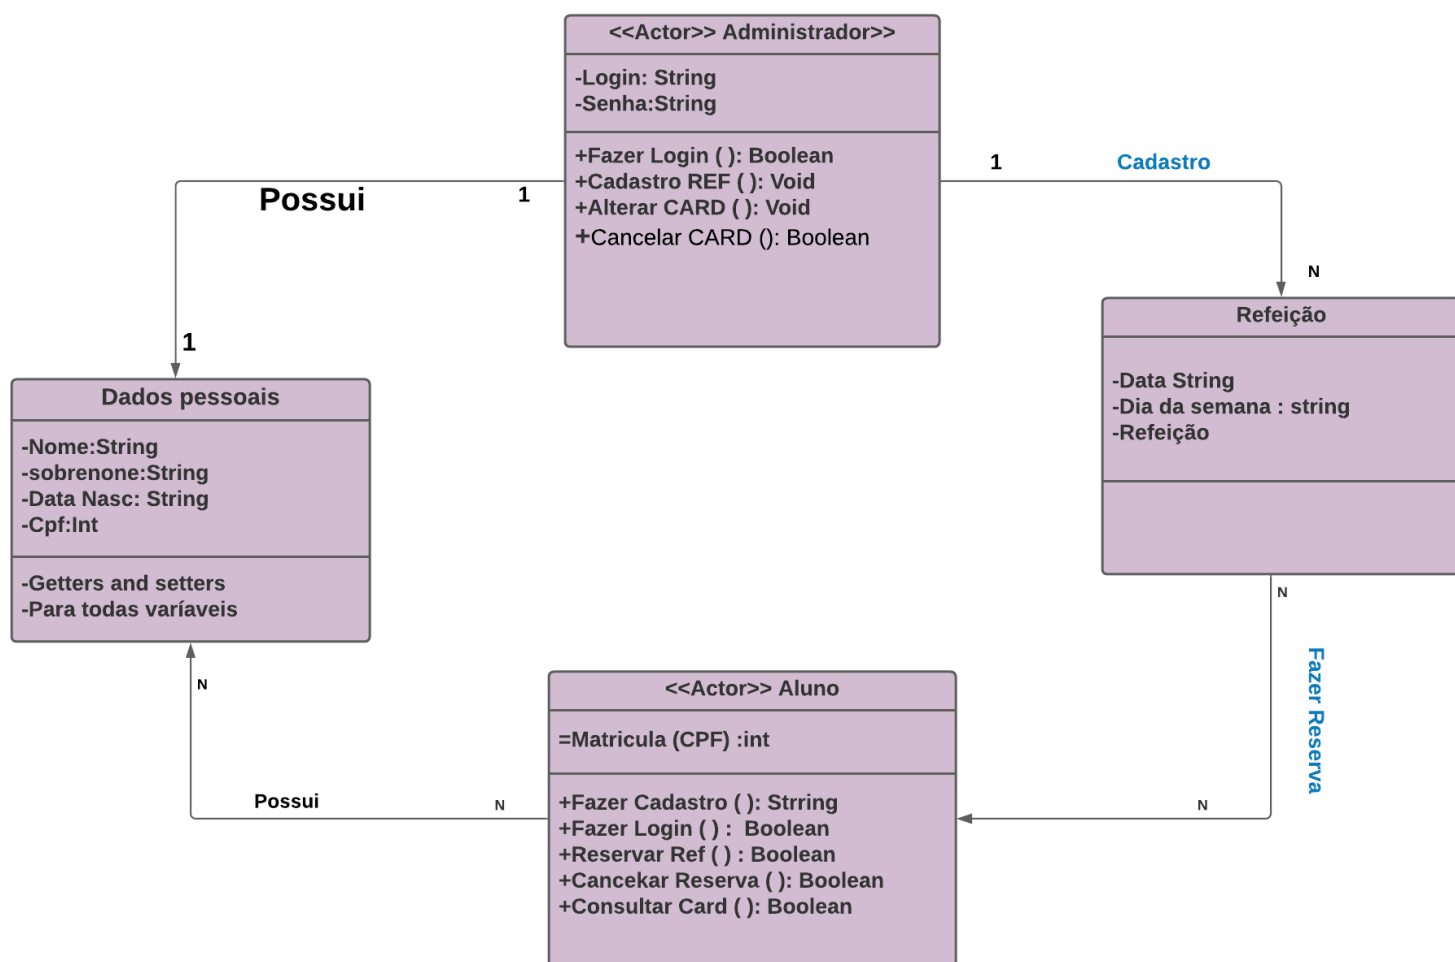 <<Actor>> Administrador>>
-Login: String
-Senha:String
+Fazer Login ( ): Boolean
+Cadastro REF ( ): Void
+Alterar CARD ( ): Void
+Cancelar CARD (): Boolean
Possui
1
1
1
Cadastro
N
Dados pessoais
-Nome:String
-sobrenone:String
-Data Nasc: String
-Cpf:Int
-Getters and setters
-Para todas varíaveis
Refeição
-Data String
-Dia da semana : string
-Refeição
N
Fazer Reserva
N
N
Possui
N
<<Actor>> Aluno
=Matricula (CPF) :int
+Fazer Cadastro ( ): Strring
+Fazer Login ( ) :  Boolean
+Reservar Ref ( ) : Boolean
+Cancekar Reserva ( ): Boolean
+Consultar Card ( ): Boolean